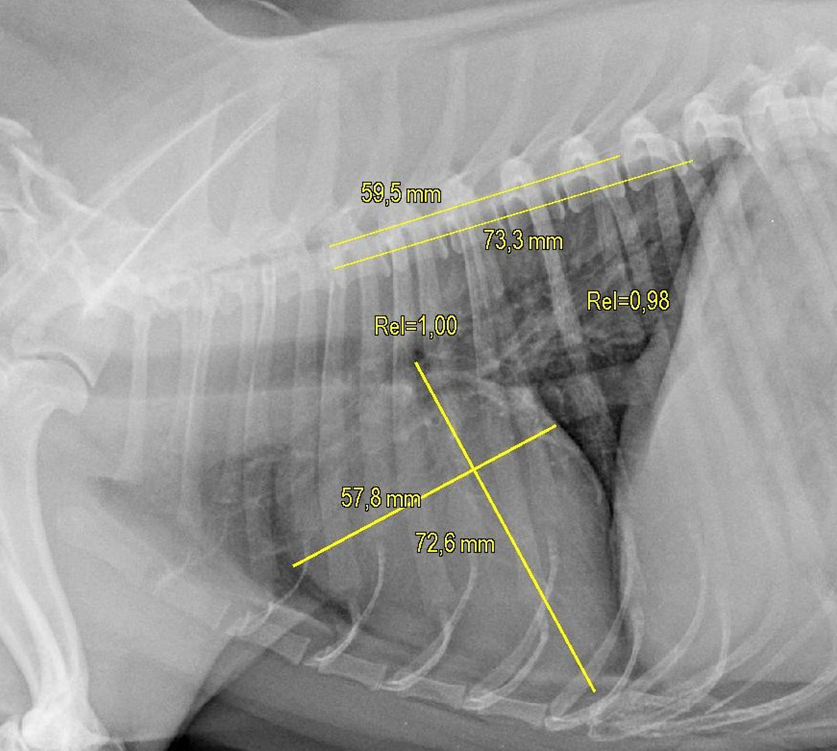 59,5 mm
73,3 mm
Rel=0,98
Rel=1,00
57,8 mm
72,6 mm